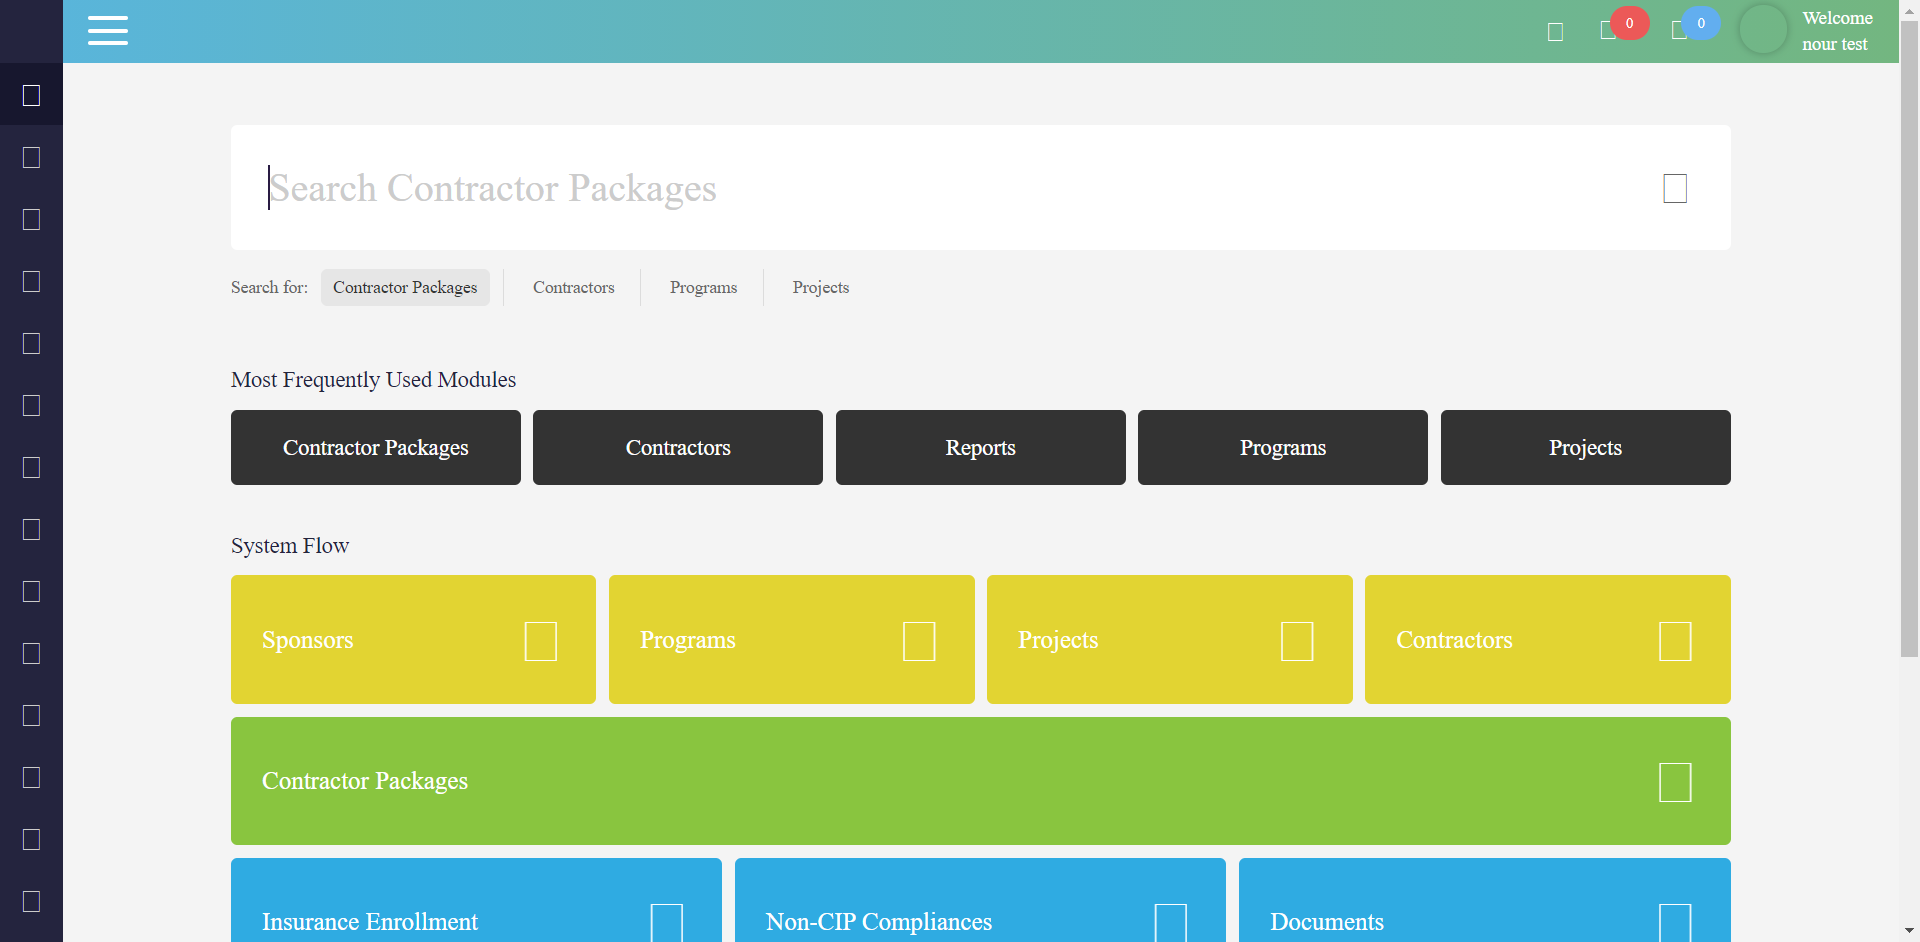 0
0
Welcome
nour test
Search Contractor Packages
Search for: Contractor Packages Contractors Programs Projects
Most Frequently Used Modules
Contractor Packages Contractors Reports Programs Projects
System Flow
Sponsors Programs Projects Contractors
Contractor Packages
Insurance Enrollment Non-CIP Compliances Documents